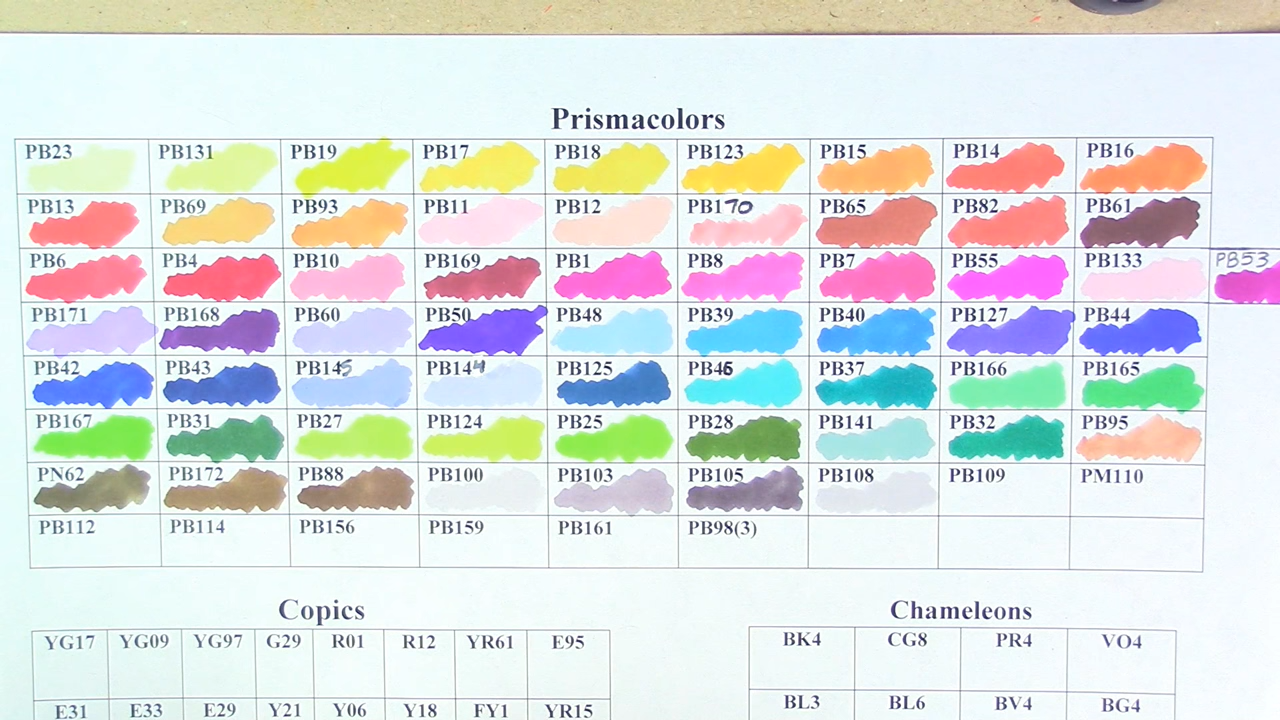 Prismacolors
PB23 PB131 PB19 PB17 PB18 PB123 PB15 PB14 PB16
PB13 PB69 PB93 PB11 PB12 PB170 PB65 PB82 PB61
PB6 PB4 PB10 PB169 PB1 PB8 PB7 PB55 PB133 PB53
PB171 PB168 PB60 PB50 PB48 PB39 PB40 PB127 PB44
PB42 PB43 PB145 PB144 PB125 PB46 PB37 PB166 PB165
PB167 PB31 PB27 PB124 PB25 PB28 PB141 PB32 PB95
PN62 PB172 PB88 PB100 PB103 PB105 PB108 PB109 PM110
PB112 PB114 PB156 PB159 PB161 PB98(3)
Copics Chameleons
YG17 YG09 YG97 G29 R01 R12 YR61 E95 BK4 CG8 PR4 VO4
E31 E33 E29 Y21 Y06 Y18 FY1 YR15 BL3 BL6 BV4 BG4